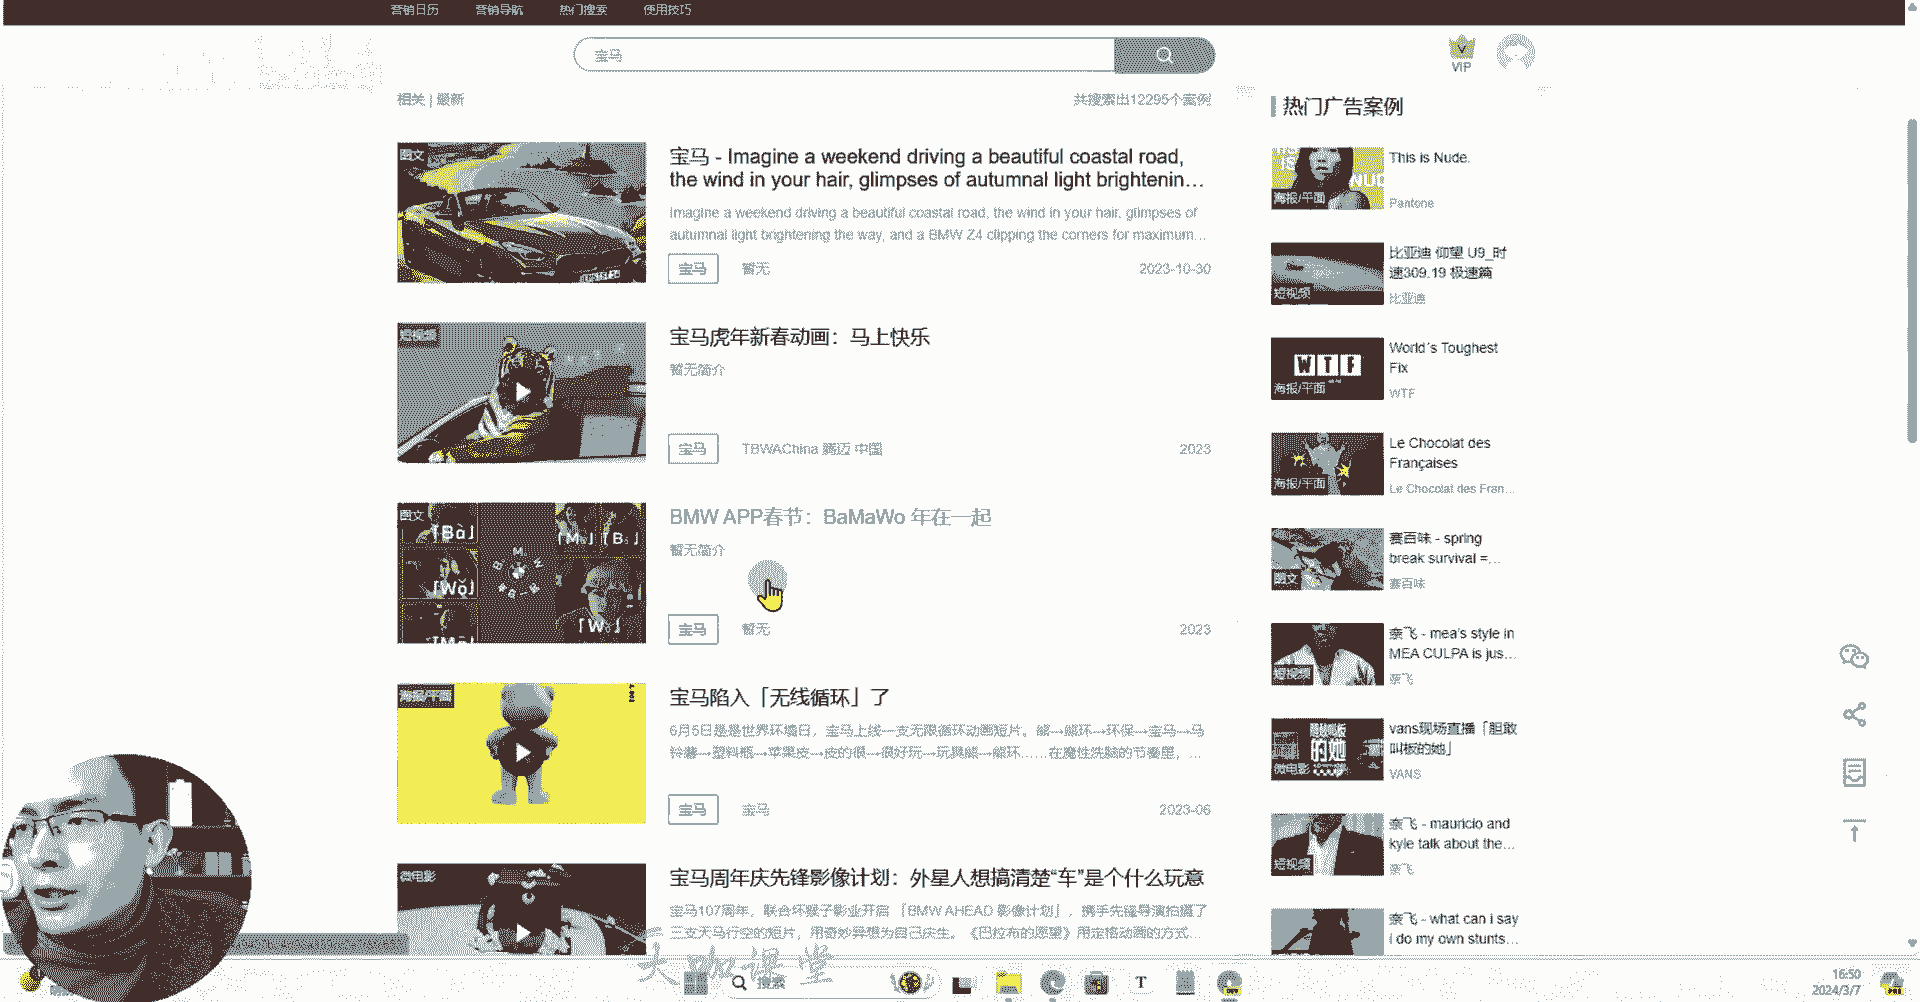 营销日历 营销导航 热门搜索 使用技巧
宝马
VIP
相关 | 最新
共搜索出12295个案例
图文
宝马 - Imagine a weekend driving a beautiful coastal road,
the wind in your hair, glimpses of autumnal light brightenin...
Imagine a weekend driving a beautiful coastal road, the wind in your hair, glimpses of
autumnal light brightening the way, and a BMW Z4 clipping the corners for maximum...
宝马 暂无 2023-10-30
短视频
宝马虎年新春动画：马上快乐
暂无简介
宝马 TBWAChina 腾迈 中国 2023
图文
「Bà」
「Wǒ」
BMW APP春节：BaMaWo 年在一起
暂无简介
宝马 暂无 2023
海报/平面
宝马陷入「无线循环」了
6月5日是是世界环境日，宝马上线一支无限循环动画短片。熊→熊环→环保→宝马→马
铃薯→塑料瓶→苹果皮→皮的很→很好玩→玩具熊→熊环……在魔性洗脑的节奏里，...
宝马 宝马 2023-06
微电影
宝马周年庆先锋影像计划：外星人想搞清楚“车”是个什么玩意
宝马107周年，联合坏猴子影业开启「BMW AHEAD 影像计划」，携手先锋导演拍摄了
三支天马行空的短片，用奇妙异想为自己庆生。《巴拉布的愿望》用定格动画的方式...
热门广告案例
海报/平面
This is Nude.
Pantone
短视频
比亚迪 仰望 U9_时
速309.19 极速篇
比亚迪
WTF
海报/平面
World's Toughest
Fix
WTF
海报/平面
Le Chocolat des
Françaises
Le Chocolat des Fran...
图文
赛百味 - spring
break survival =...
赛百味
短视频
奈飞 - mea's style in
MEA CULPA is jus...
奈飞
微电影
vans现场直播「胆敢
叫板的她」
VANS
短视频
奈飞 - mauricio and
kyle talk about the...
奈飞
奈飞 - what can i say
i do my own stunts...
天咖课堂
搜索
16:50
2024/3/7